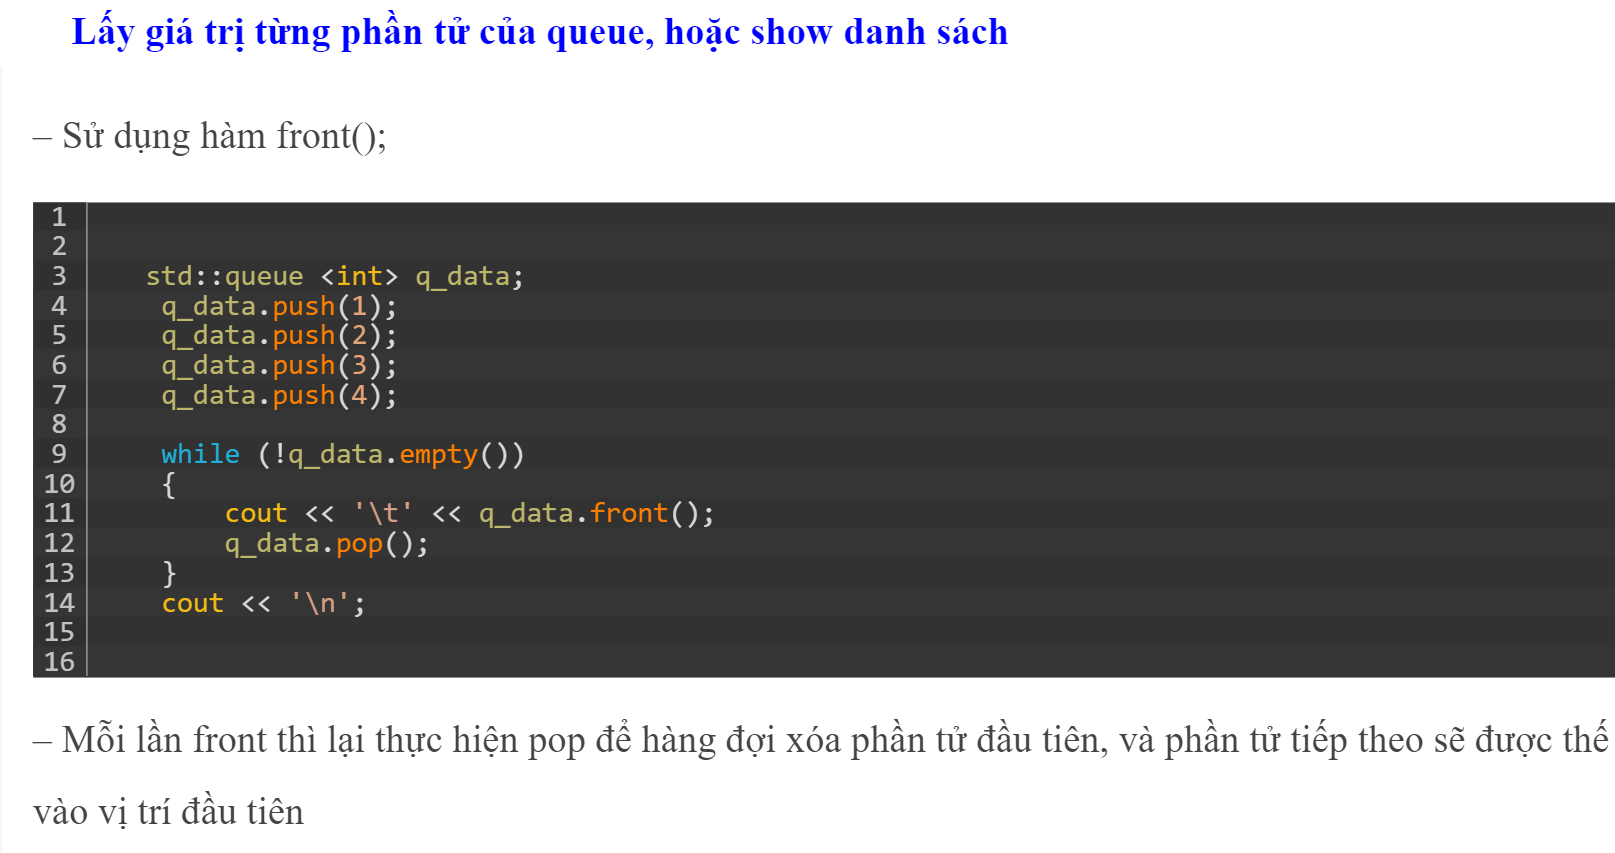 Lấy giá trị từng phần tử của queue, hoặc show danh sách
– Sử dụng hàm front();
1
2
3 std::queue <int> q_data;
4 q_data.push(1);
5 q_data.push(2);
6 q_data.push(3);
7 q_data.push(4);
8
9 while (!q_data.empty())
10 {
11 cout << '\t' << q_data.front();
12 q_data.pop();
13 }
14 cout << '\n';
15
16
– Mỗi lần front thì lại thực hiện pop để hàng đợi xóa phần tử đầu tiên, và phần tử tiếp theo sẽ được thế
vào vị trí đầu tiên